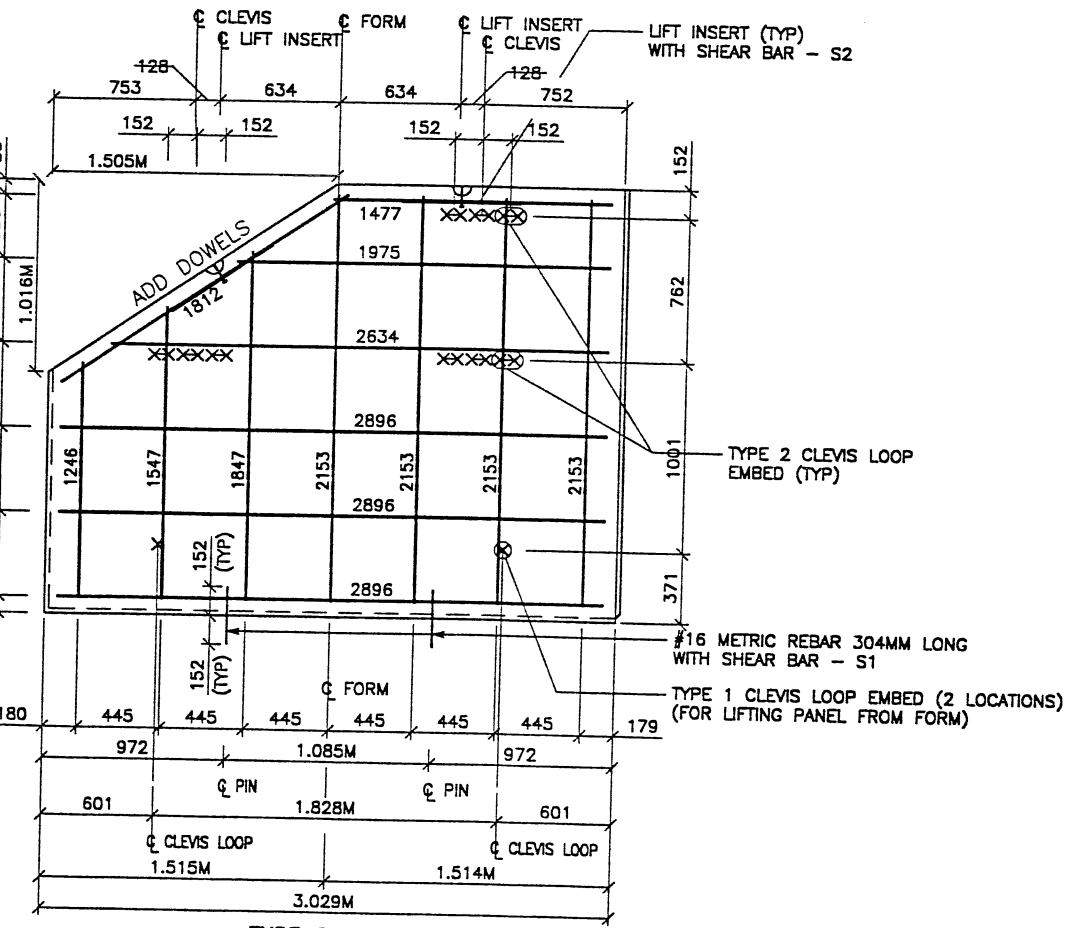 ℄ CLEVIS
℄ LIFT INSERT
℄ FORM
℄ LIFT INSERT
℄ CLEVIS
LIFT INSERT (TYP)
WITH SHEAR BAR – S2
128
128
753
634
634
752
152
152
152
152
1.505M
152
ADD DOWELS
1477
1975
1812
1.016M
762
2634
2896
1246
1547
1847
2153
2153
2153
2153
1001
TYPE 2 CLEVIS LOOP
EMBED (TYP)
2896
152
(TYP)
2896
371
152
(TYP)
#16 METRIC REBAR 304MM LONG
WITH SHEAR BAR – S1
℄ FORM
TYPE 1 CLEVIS LOOP EMBED (2 LOCATIONS)
(FOR LIFTING PANEL FROM FORM)
180
445
445
445
445
445
445
179
972
1.085M
972
℄ PIN
℄ PIN
601
1.828M
601
℄ CLEVIS LOOP
℄ CLEVIS LOOP
1.515M
1.514M
3.029M